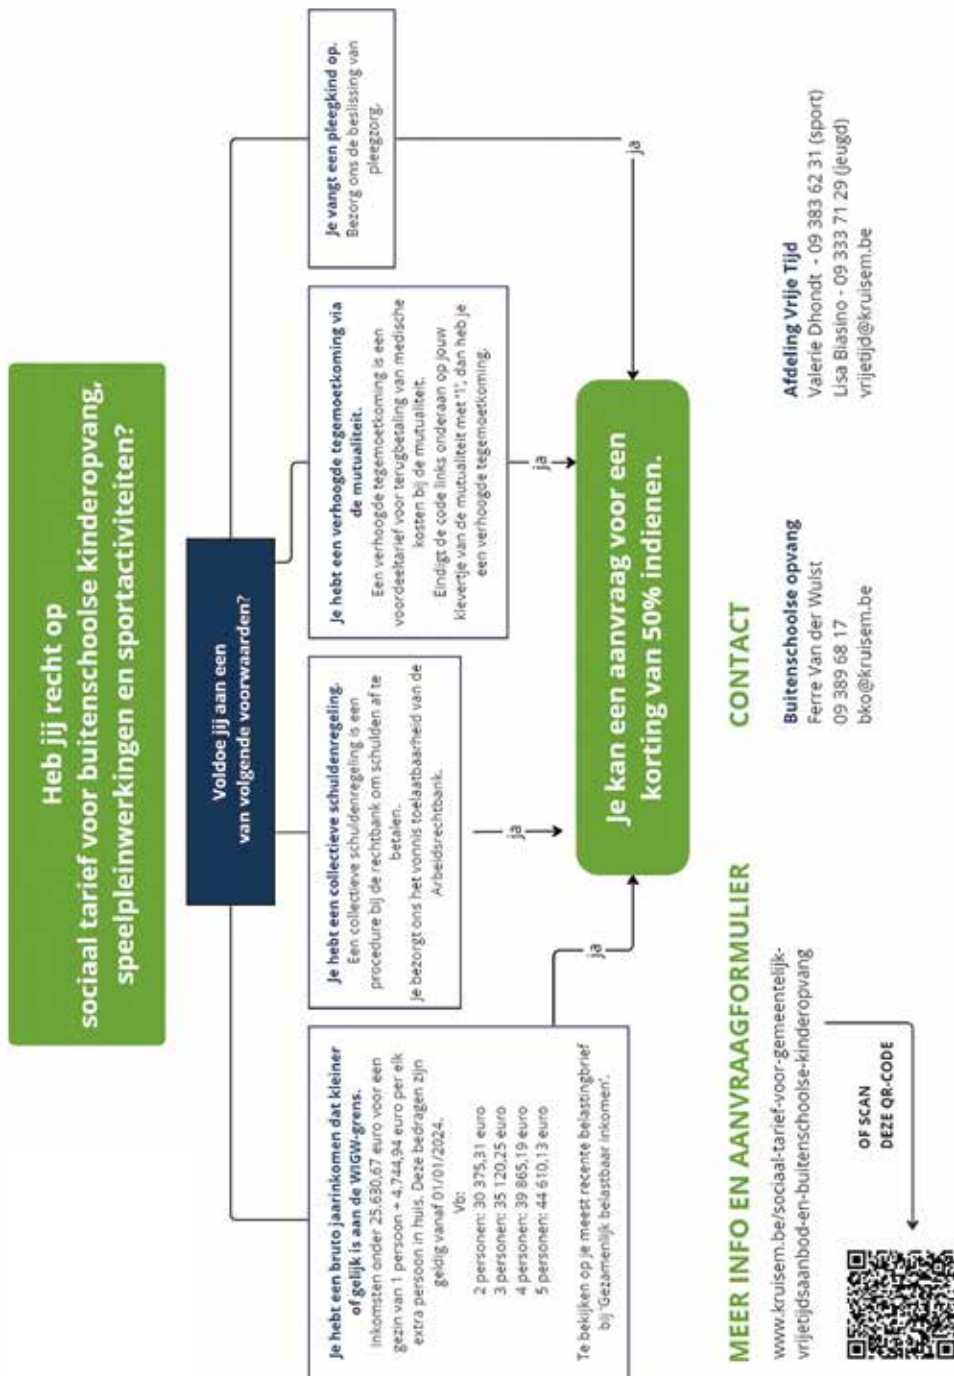 Heb jij recht op
sociaal tarief voor buitenschoolse kinderopvang,
speelpleinwerkingen en sportactiviteiten?
Voldoe jij aan een
van volgende voorwaarden?
Je hebt een bruto jaarinkomen dat kleiner
of gelijk is aan de WIGW-grens.
Inkomsten onder 25.630,67 euro voor een
gezin van 1 persoon + 4.744,94 euro per elk
extra persoon in huis. Deze bedragen zijn
geldig vanaf 01/01/2024.
Vb:
2 personen: 30 375,31 euro
3 personen: 35 120,25 euro
4 personen: 39 865,19 euro
5 personen: 44 610,13 euro
Te bekijken op je meest recente belastingbrief
bij 'Gezamenlijk belastbaar inkomen'.
ja
Je hebt een collectieve schuldenregeling.
Een collectieve schuldenregeling is een
procedure bij de rechtbank om schulden af te
betalen.
Je bezorgt ons het vonnis toelaatbaarheid van de
Arbeidsrechtbank.
ja
Je hebt een verhoogde tegemoetkoming via
de mutualiteit.
Een verhoogde tegemoetkoming is een
voordeeltarief voor terugbetaling van medische
kosten bij de mutualiteit.
Eindigt de code links onderaan op jouw
klevertje van de mutualiteit met '1', dan heb je
een verhoogde tegemoetkoming.
ja
Je vangt een pleegkind op.
Bezorg ons de beslissing van
pleegzorg.
ja
Je kan een aanvraag voor een
korting van 50% indienen.
MEER INFO EN AANVRAAGFORMULIER
www.kruisem.be/sociaal-tarief-voor-gemeentelijk-
vrijetijdsaanbod-en-buitenschoolse-kinderopvang
OF SCAN
DEZE QR-CODE
CONTACT
Buitenschoolse opvang
Ferre Van der Wulst
09 389 68 17
bko@kruisem.be
Afdeling Vrije Tijd
Valerie Dhondt - 09 383 62 31 (sport)
Lisa Blasino - 09 333 71 29 (jeugd)
vrijetijd@kruisem.be